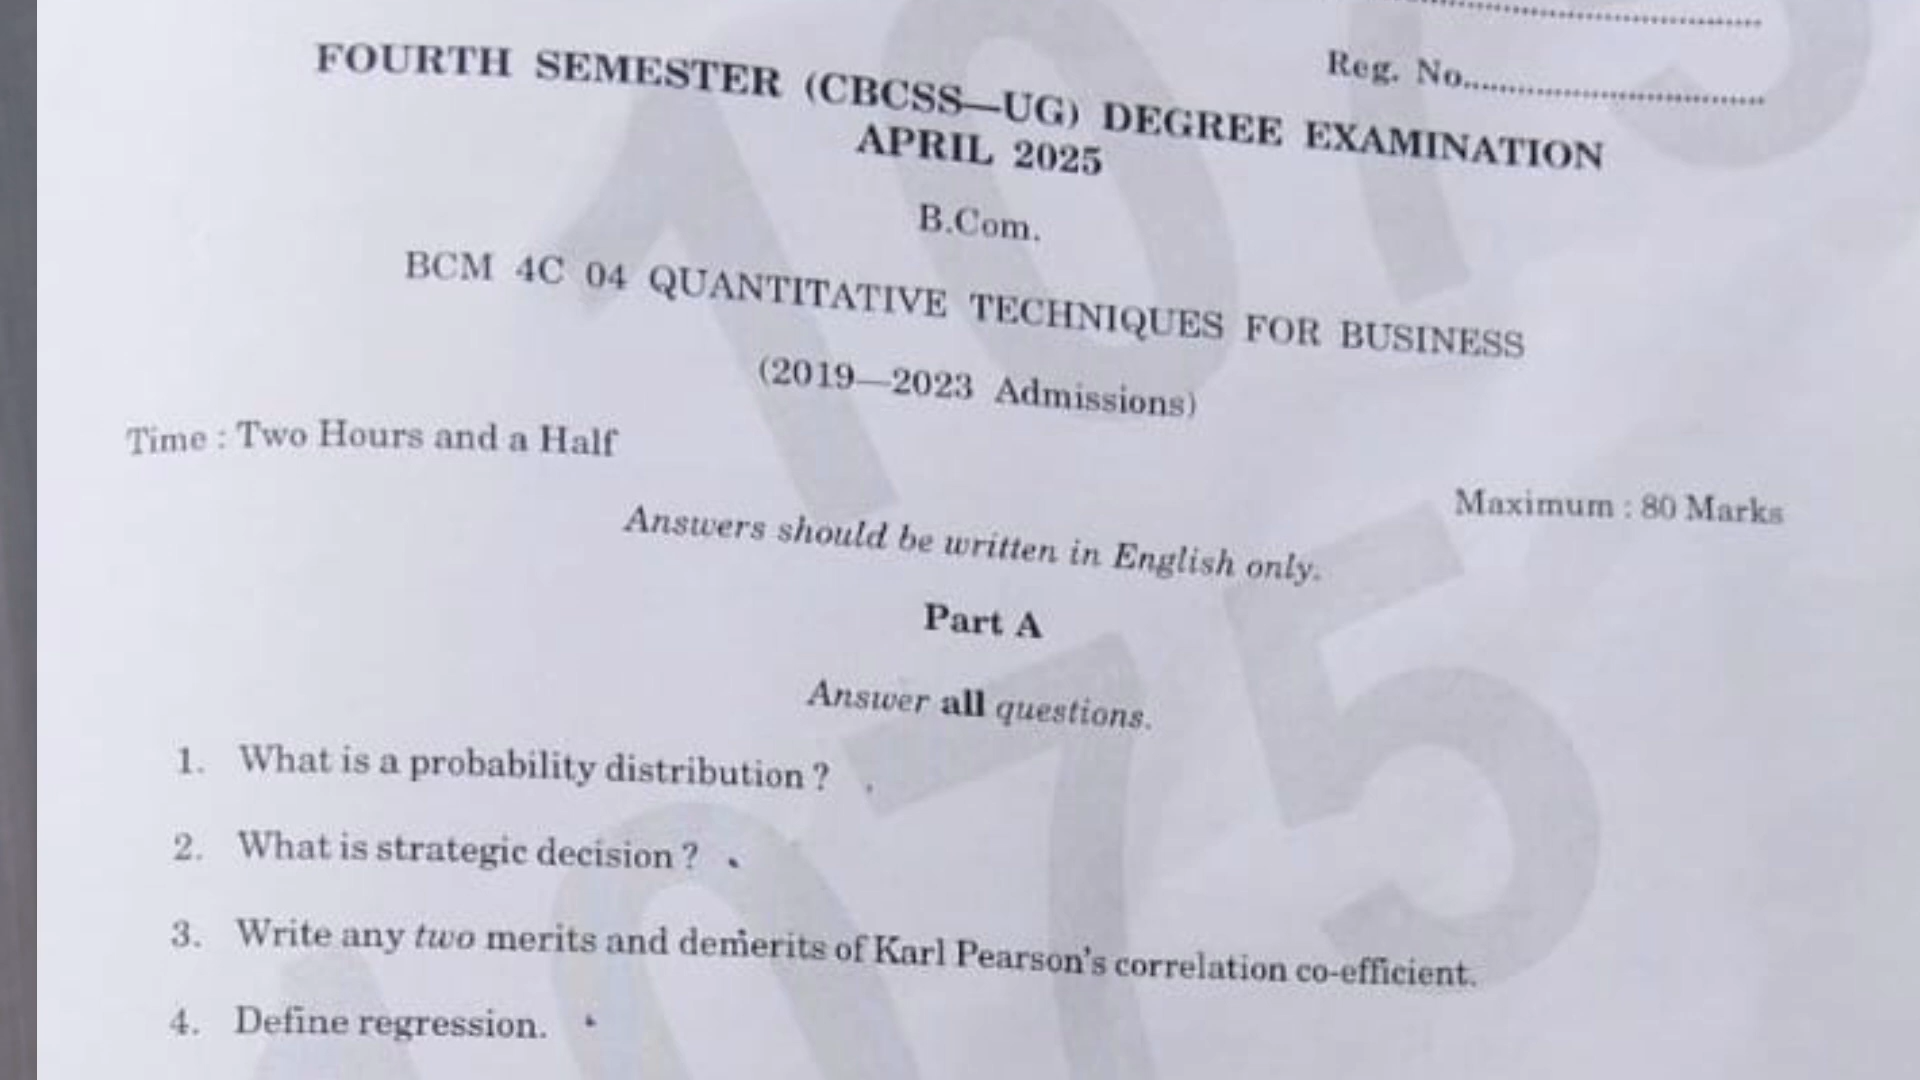 Reg. No..............................................
FOURTH SEMESTER (CBCSS—UG) DEGREE EXAMINATION
APRIL 2025
B.Com.
BCM 4C 04 QUANTITATIVE TECHNIQUES FOR BUSINESS
(2019—2023 Admissions)
Time : Two Hours and a Half
Maximum : 80 Marks
Answers should be written in English only.
Part A
Answer all questions.
1. What is a probability distribution ?
2. What is strategic decision ?
3. Write any two merits and demerits of Karl Pearson's correlation co-efficient.
4. Define regression.